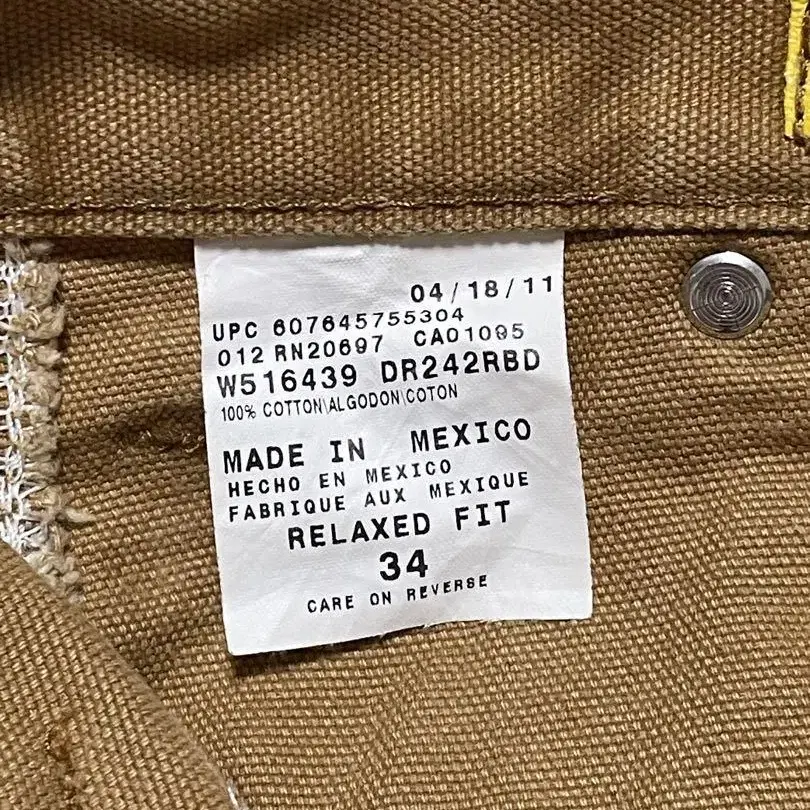 04/18/11
UPC 607645755304
012 RN20697 CA01095
W516439 DR242RBD
100% COTTON\ALGODON\COTON
MADE IN MEXICO
HECHO EN MEXICO
FABRIQUE AUX MEXIQUE
RELAXED FIT
34
CARE ON REVERSE